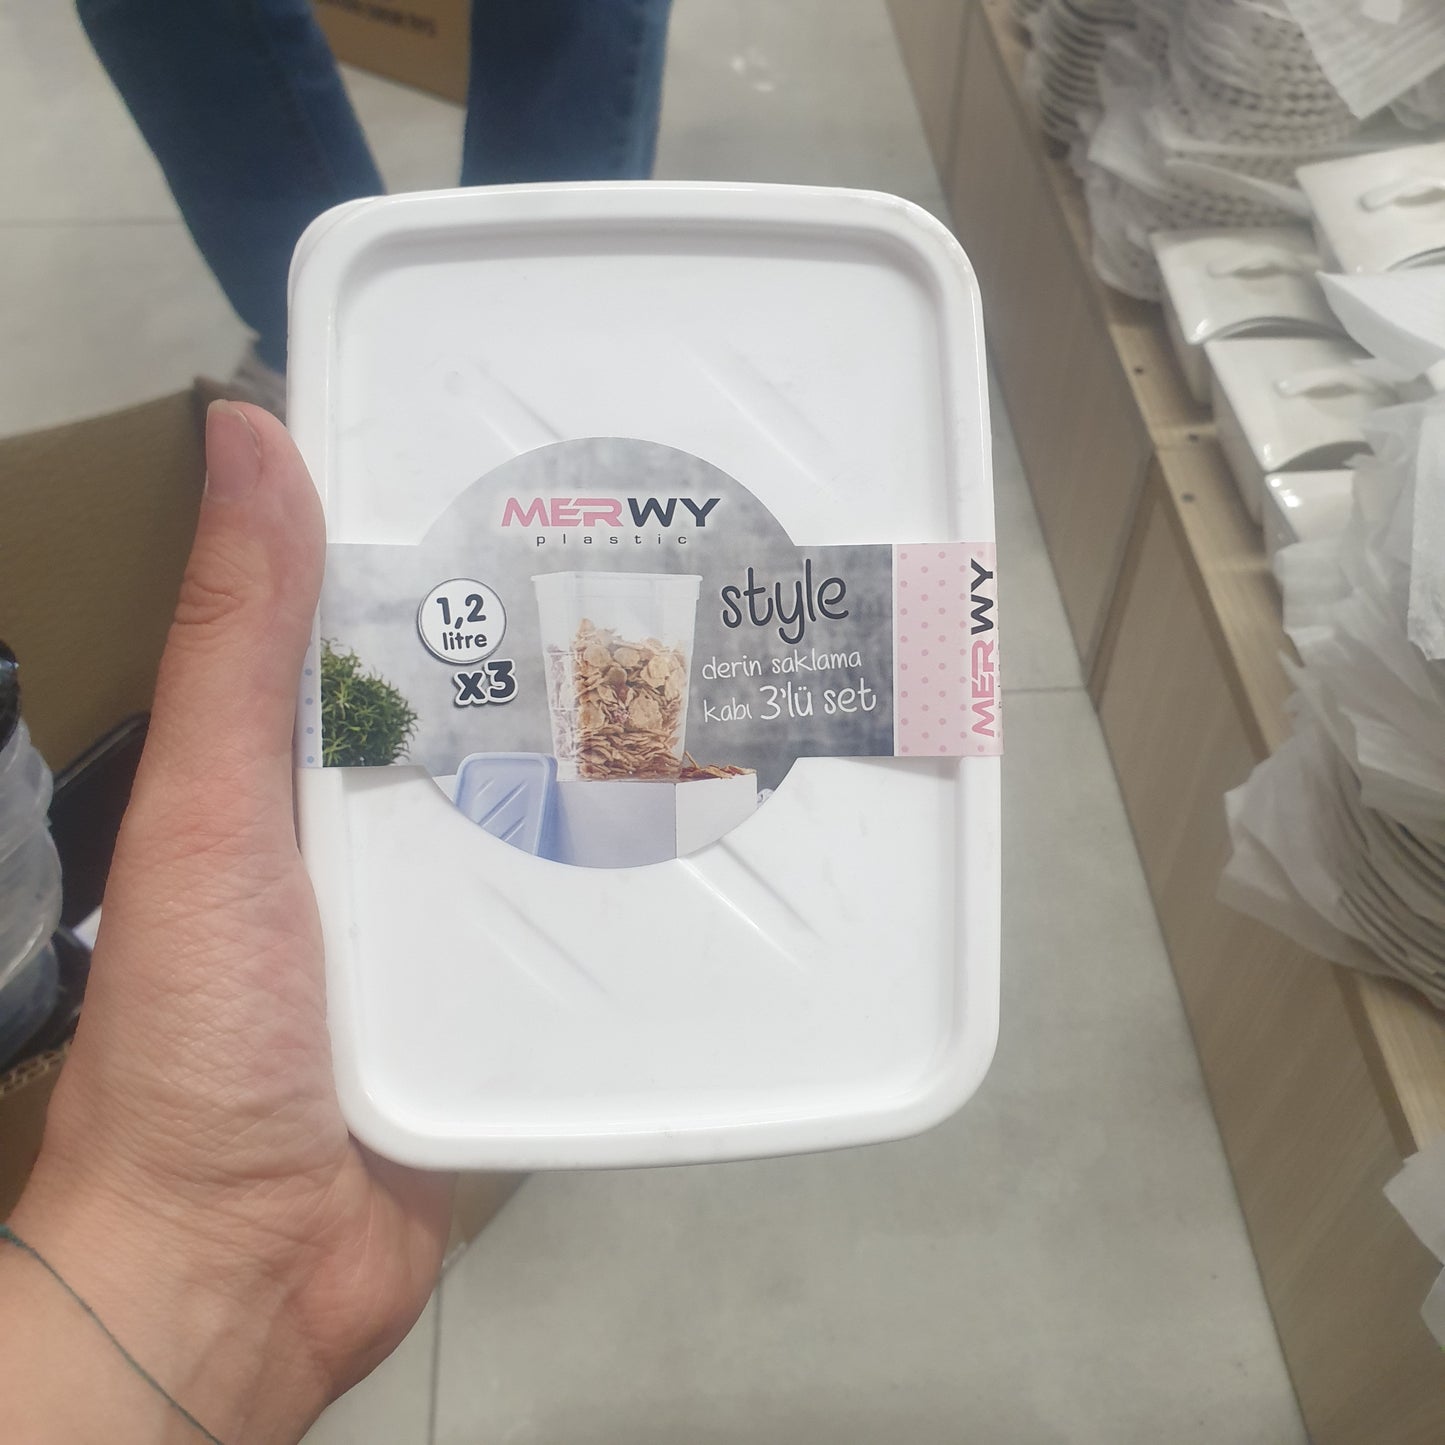 MERWY
plastic
1,2
litre
x3
style
derin saklama
kabı 3'lü set
MERWY